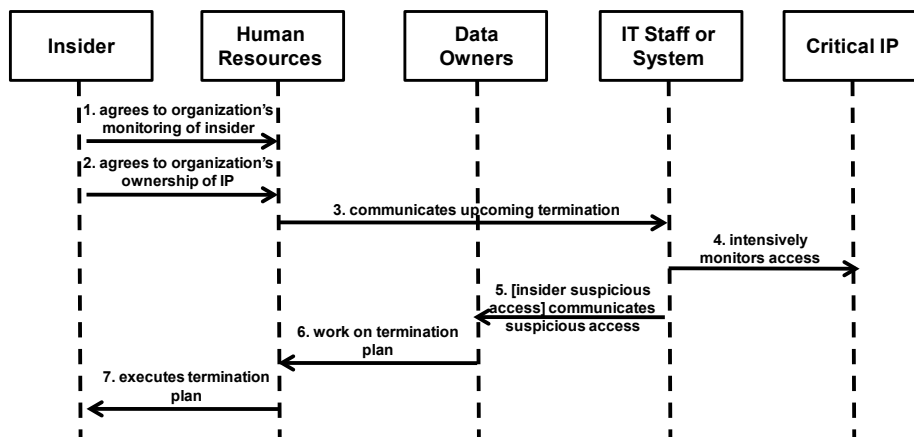 Insider
Human
Resources
Data
Owners
IT Staff or
System
Critical IP
1. agrees to organization's
monitoring of insider
2. agrees to organization's
ownership of IP
3. communicates upcoming termination
4. intensively
monitors access
5. [insider suspicious
access] communicates
suspicious access
6. work on termination
plan
7. executes termination
plan